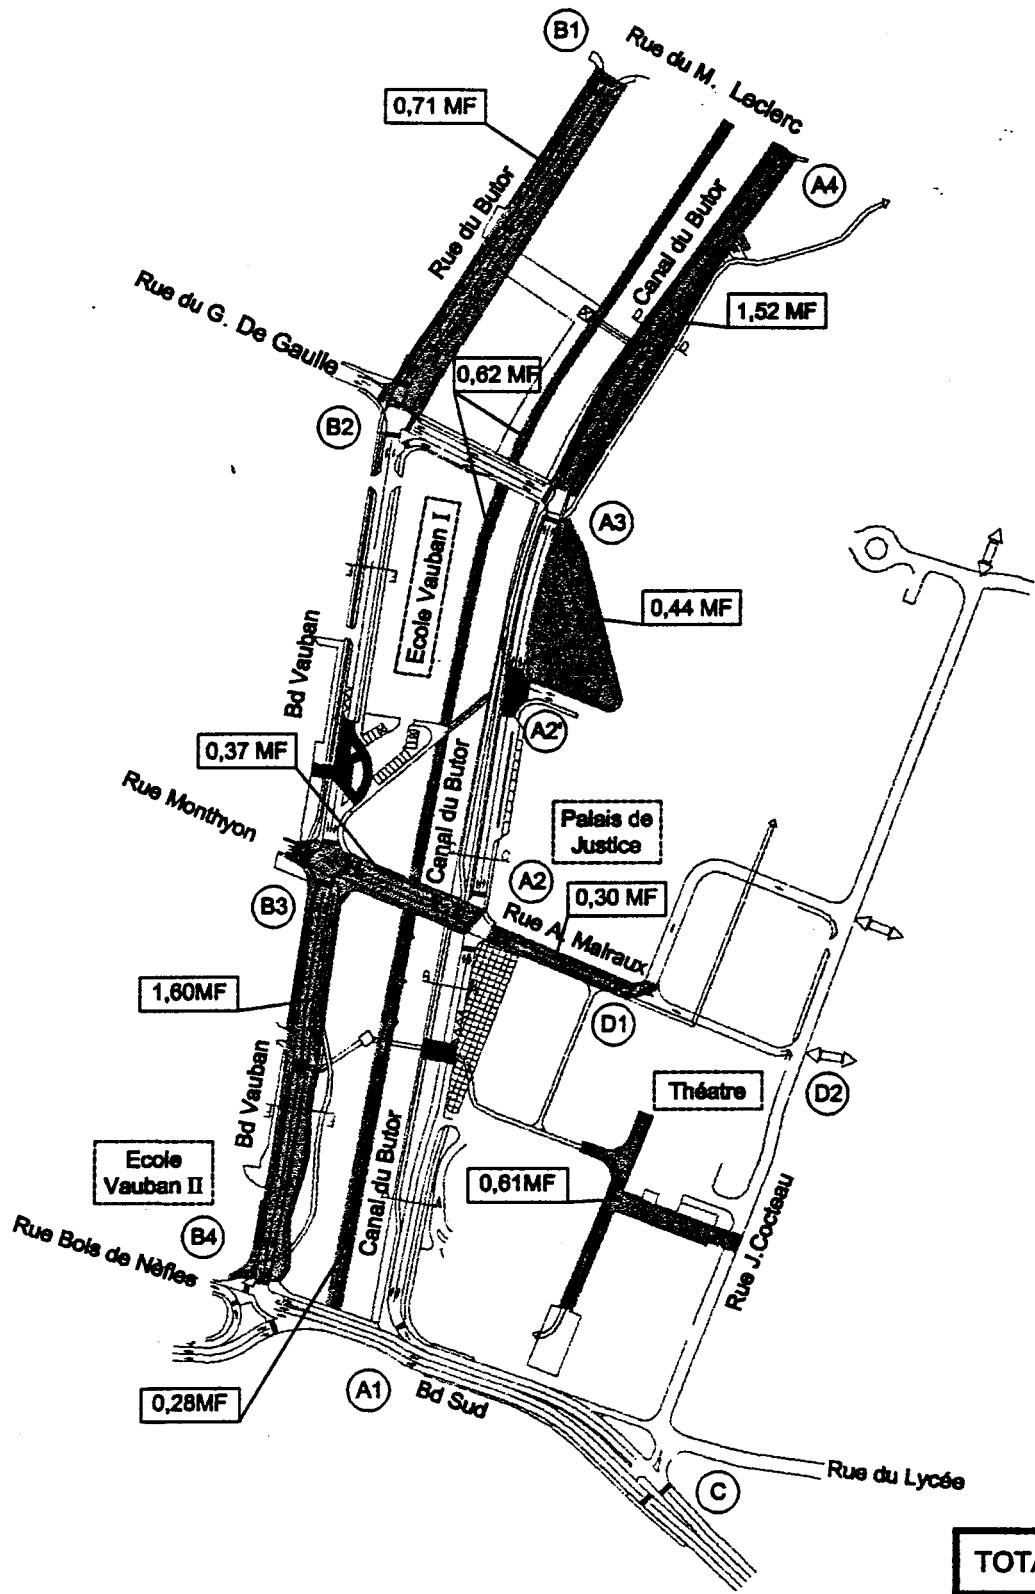 B1
Rue du M. Leclerc
0,71 MF
A4
Rue du Butor
Canal du Butor
Rue du G. De Gaulle
1,52 MF
0,62 MF
B2
A3
Ecole Vauban I
0,44 MF
Bd Vauban
A2'
0,37 MF
Rue Monthyon
Canal du Butor
Palais de
Justice
A2
0,30 MF
B3
Rue A. Malraux
1,60MF
D1
Bd Vauban
Théatre
D2
Ecole
Vauban II
Canal du Butor
0,61MF
Rue J.Cocteau
B4
Rue Bois de Nèfles
0,28MF
A1
Bd Sud
Rue du Lycée
C